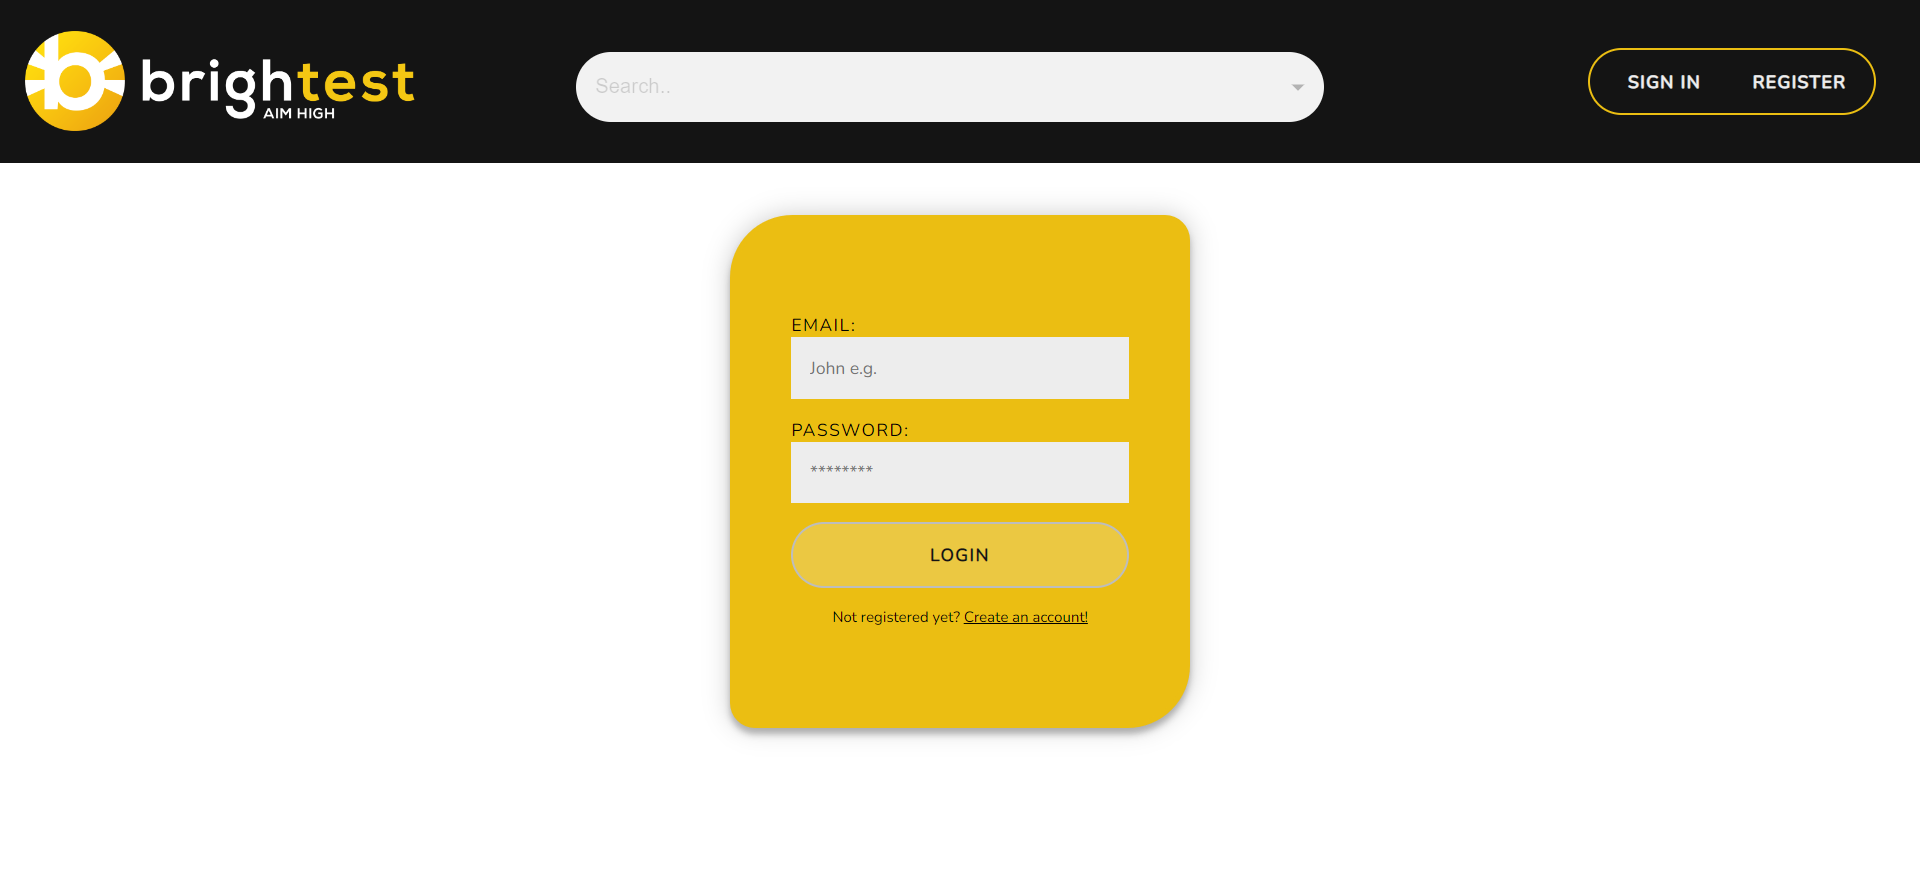 brightest
AIM HIGH
Search..
SIGN IN REGISTER
EMAIL:
John e.g.
PASSWORD:
********
LOGIN
Not registered yet? Create an account!